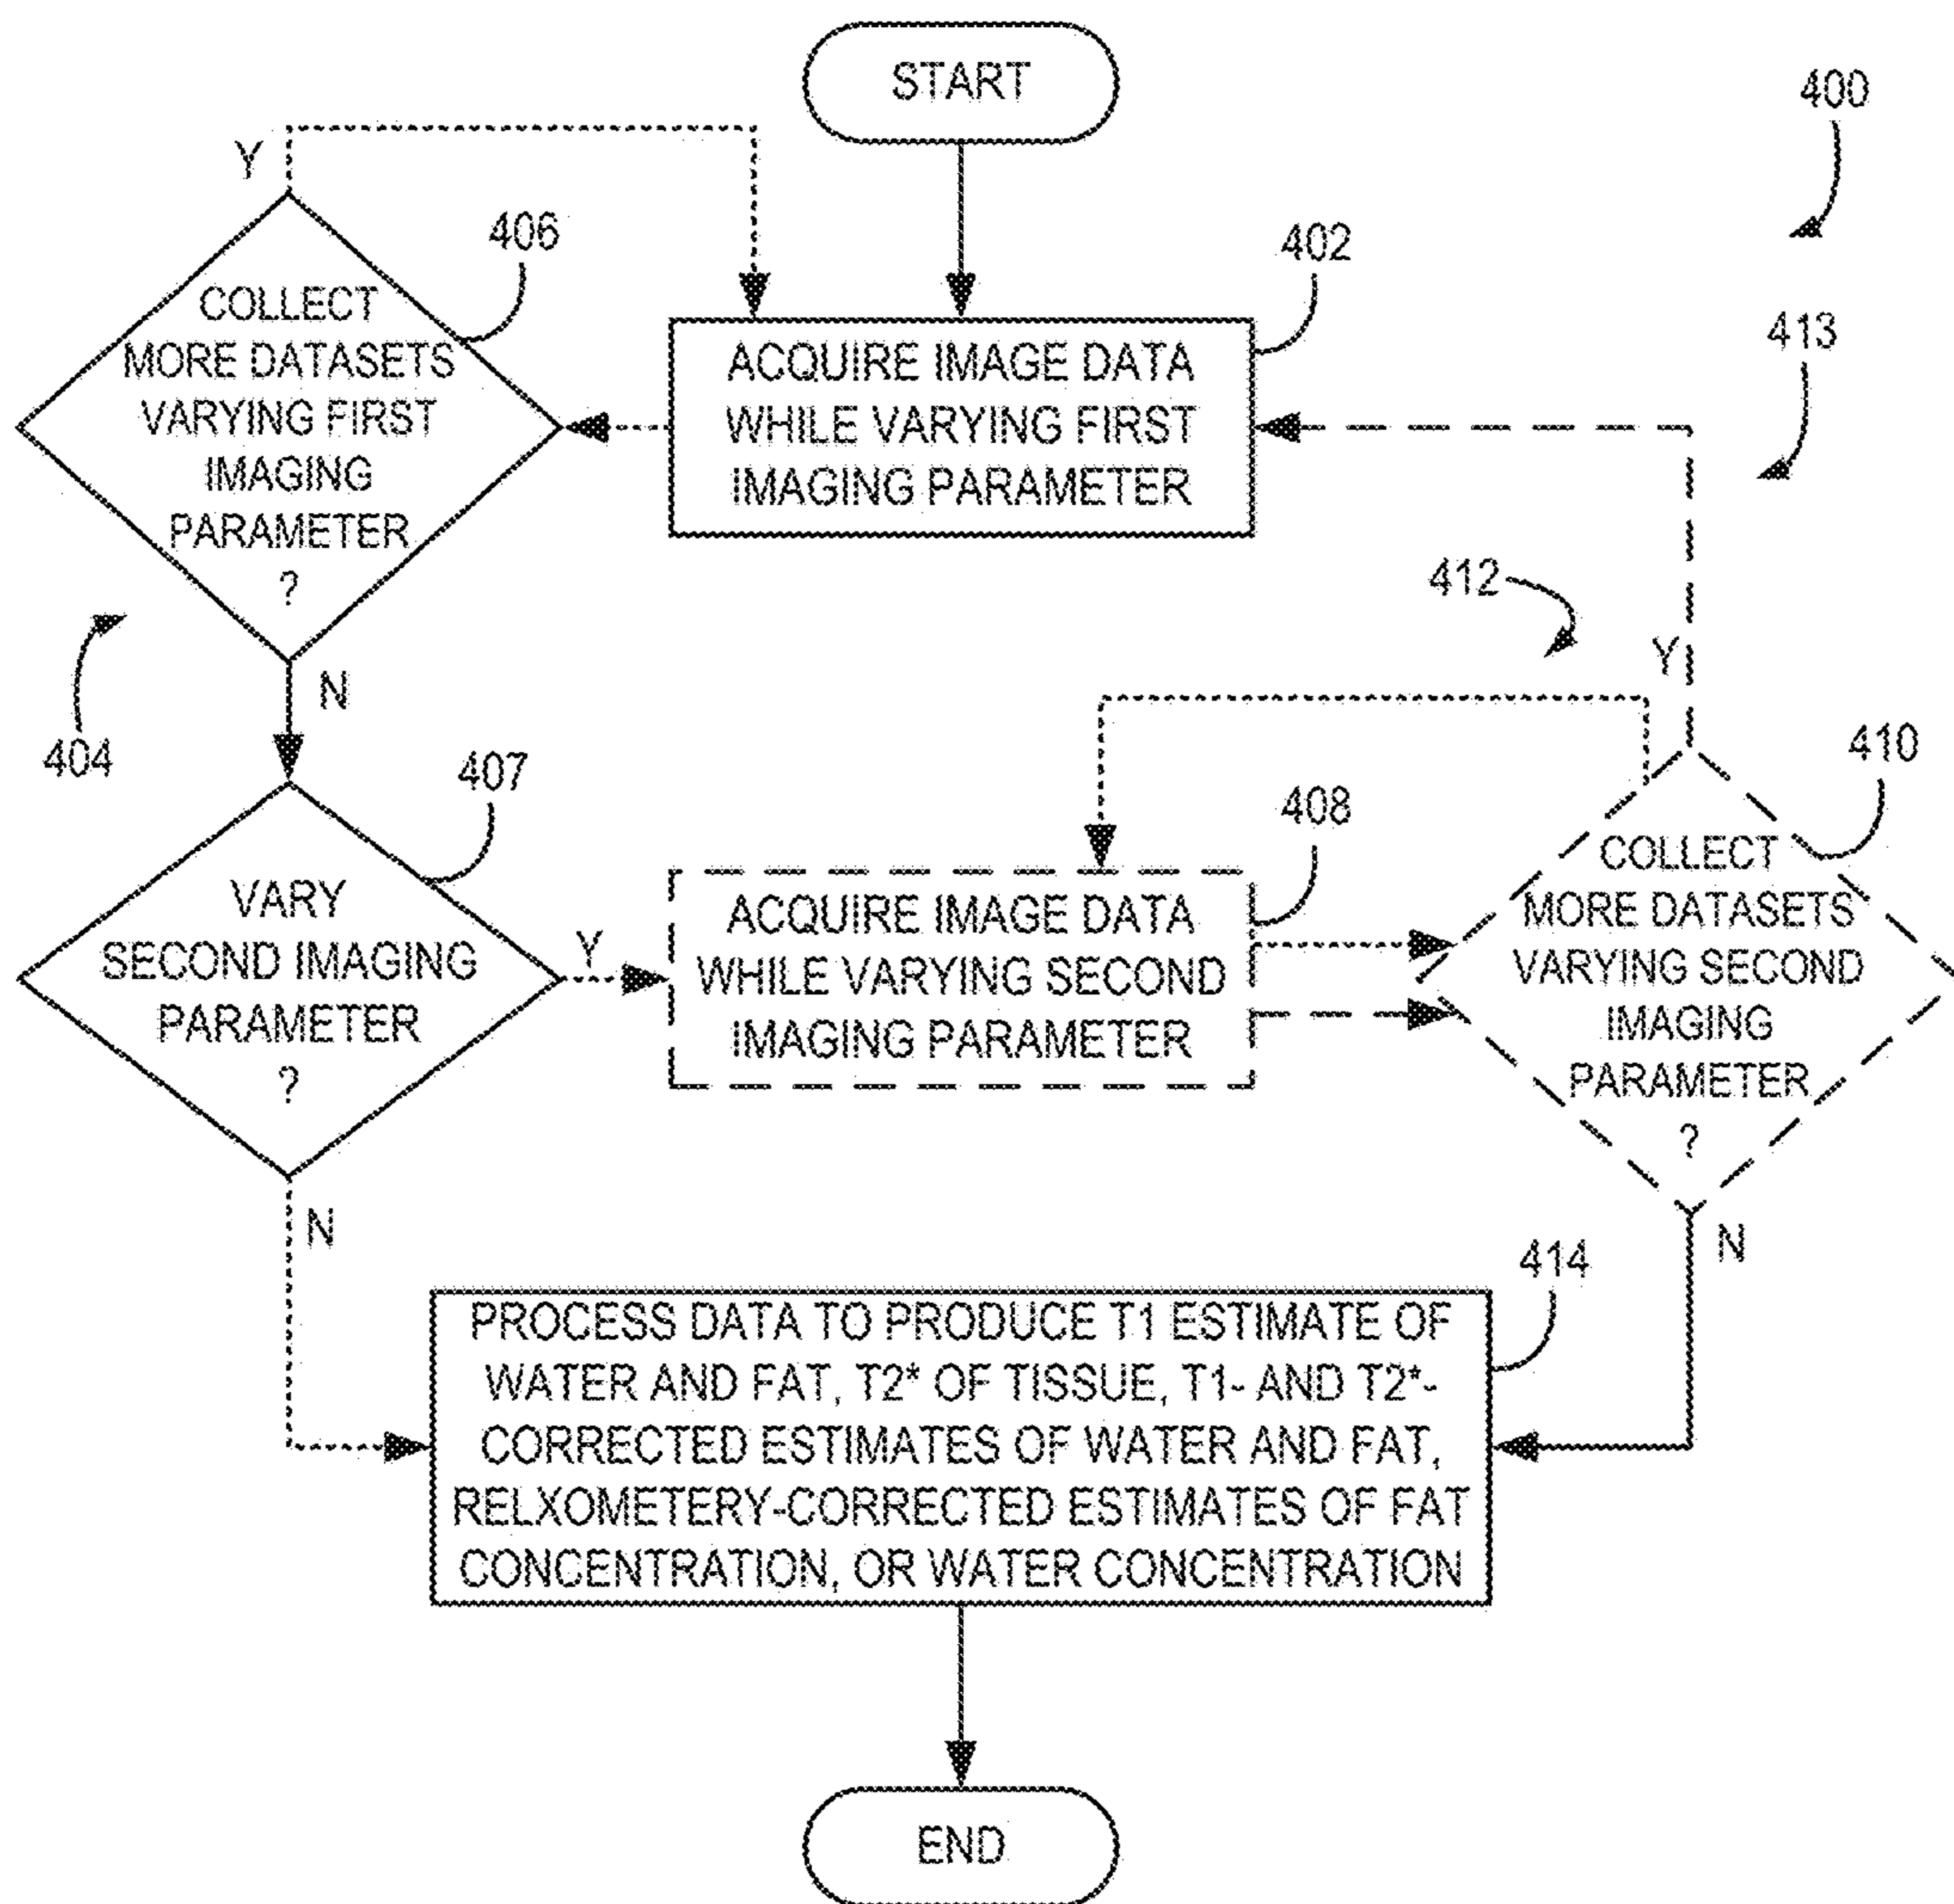 START
400
Y
406
402
413
COLLECT
MORE DATASETS
VARYING FIRST
IMAGING
PARAMETER
?
ACQUIRE IMAGE DATA
WHILE VARYING FIRST
IMAGING PARAMETER
412
404
N
Y
407
408
410
VARY
SECOND IMAGING
PARAMETER
?
Y
ACQUIRE IMAGE DATA
WHILE VARYING SECOND
IMAGING PARAMETER
COLLECT
MORE DATASETS
VARYING SECOND
IMAGING
PARAMETER
?
N
N
414
PROCESS DATA TO PRODUCE T1 ESTIMATE OF
WATER AND FAT, T2* OF TISSUE, T1- AND T2*-
CORRECTED ESTIMATES OF WATER AND FAT,
RELXOMETERY-CORRECTED ESTIMATES OF FAT
CONCENTRATION, OR WATER CONCENTRATION
END